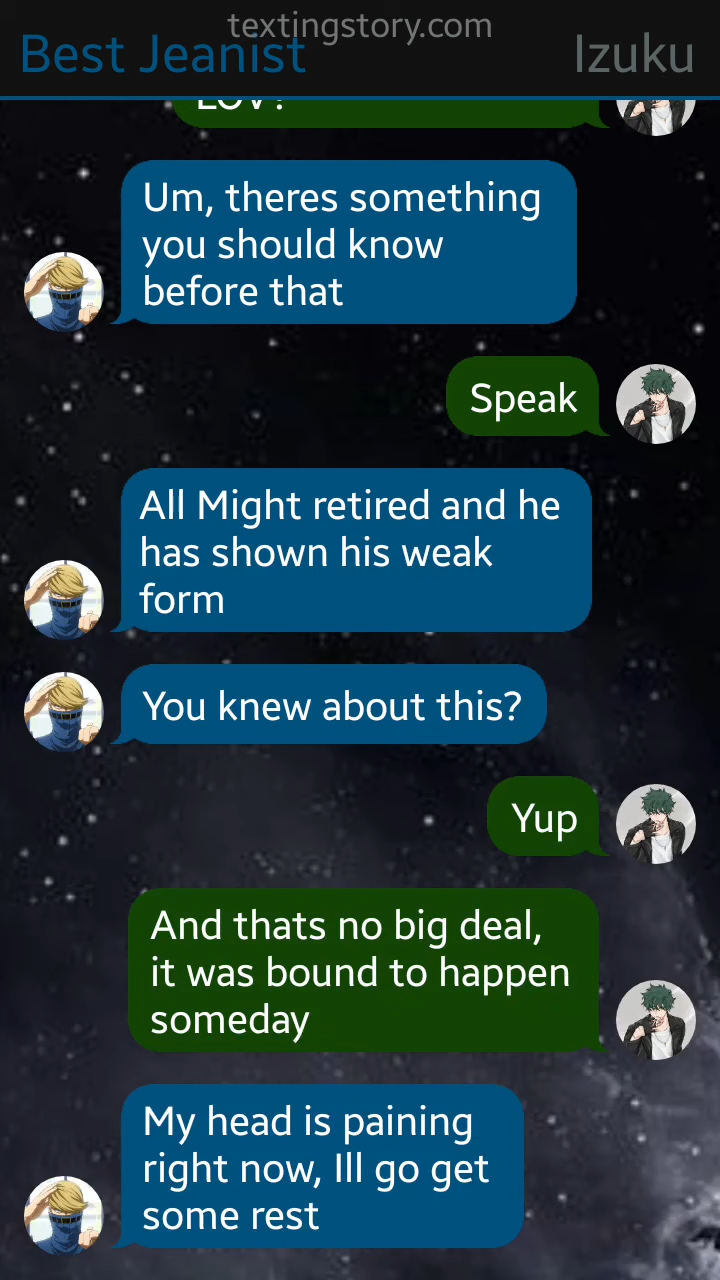 textingstory.com
Best Jeanist
Izuku
Um, theres something
you should know
before that
Speak
All Might retired and he
has shown his weak
form
You knew about this?
Yup
And thats no big deal,
it was bound to happen
someday
My head is paining
right now, Ill go get
some rest